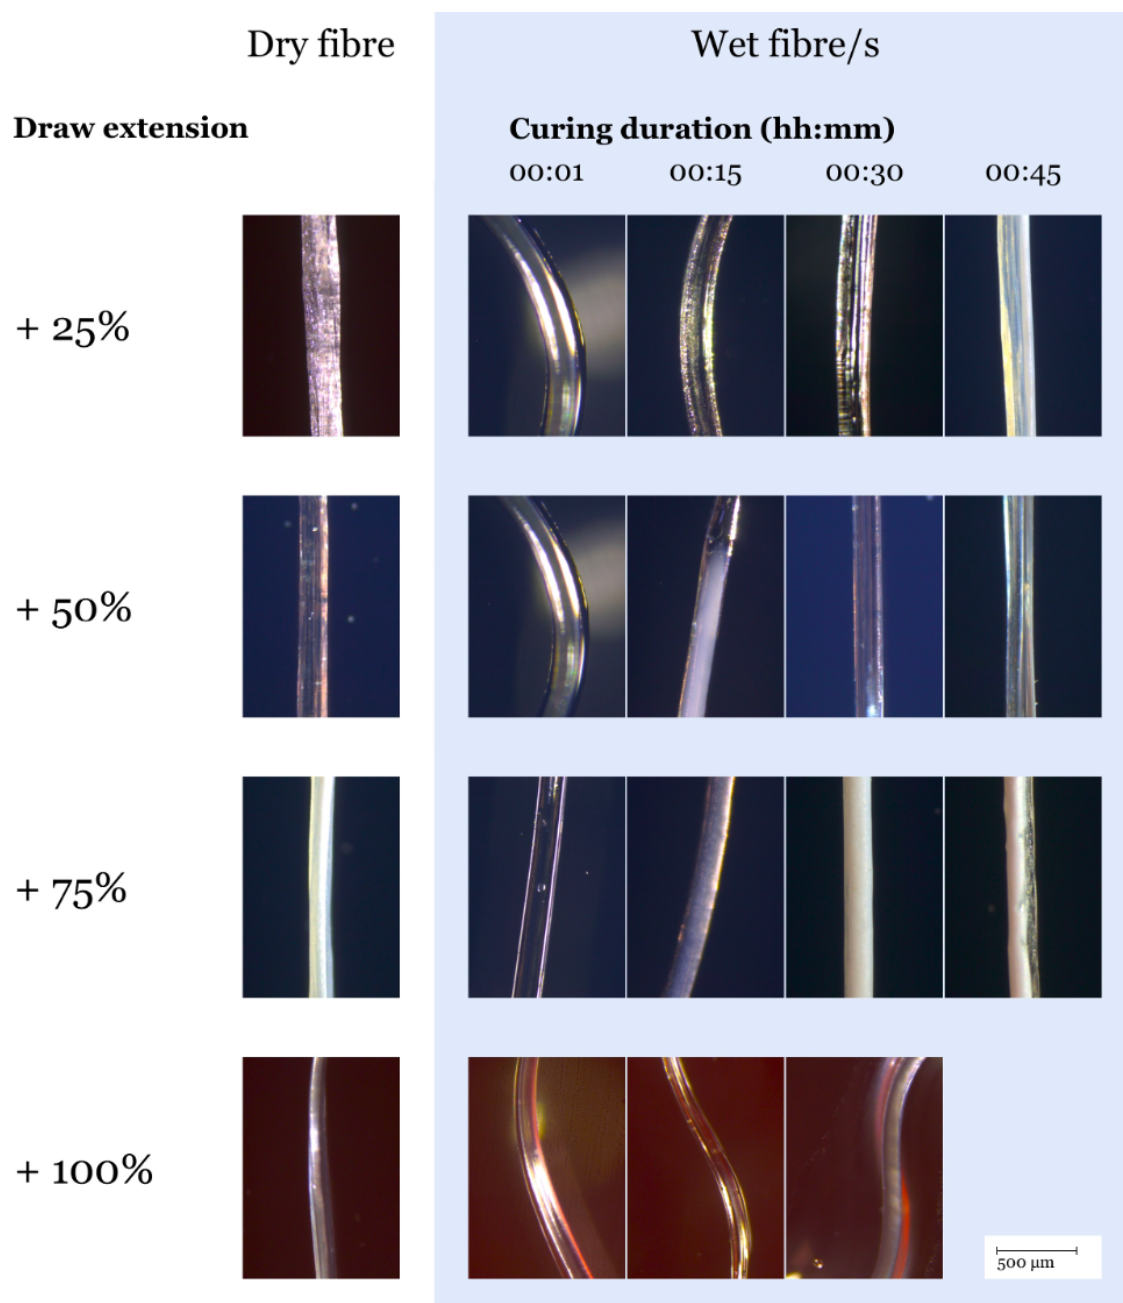 Dry fibre
Wet fibre/s
Draw extension
Curing duration (hh:mm)
00:01 00:15 00:30 00:45
+ 25%
+ 50%
+ 75%
+ 100%
500 µm